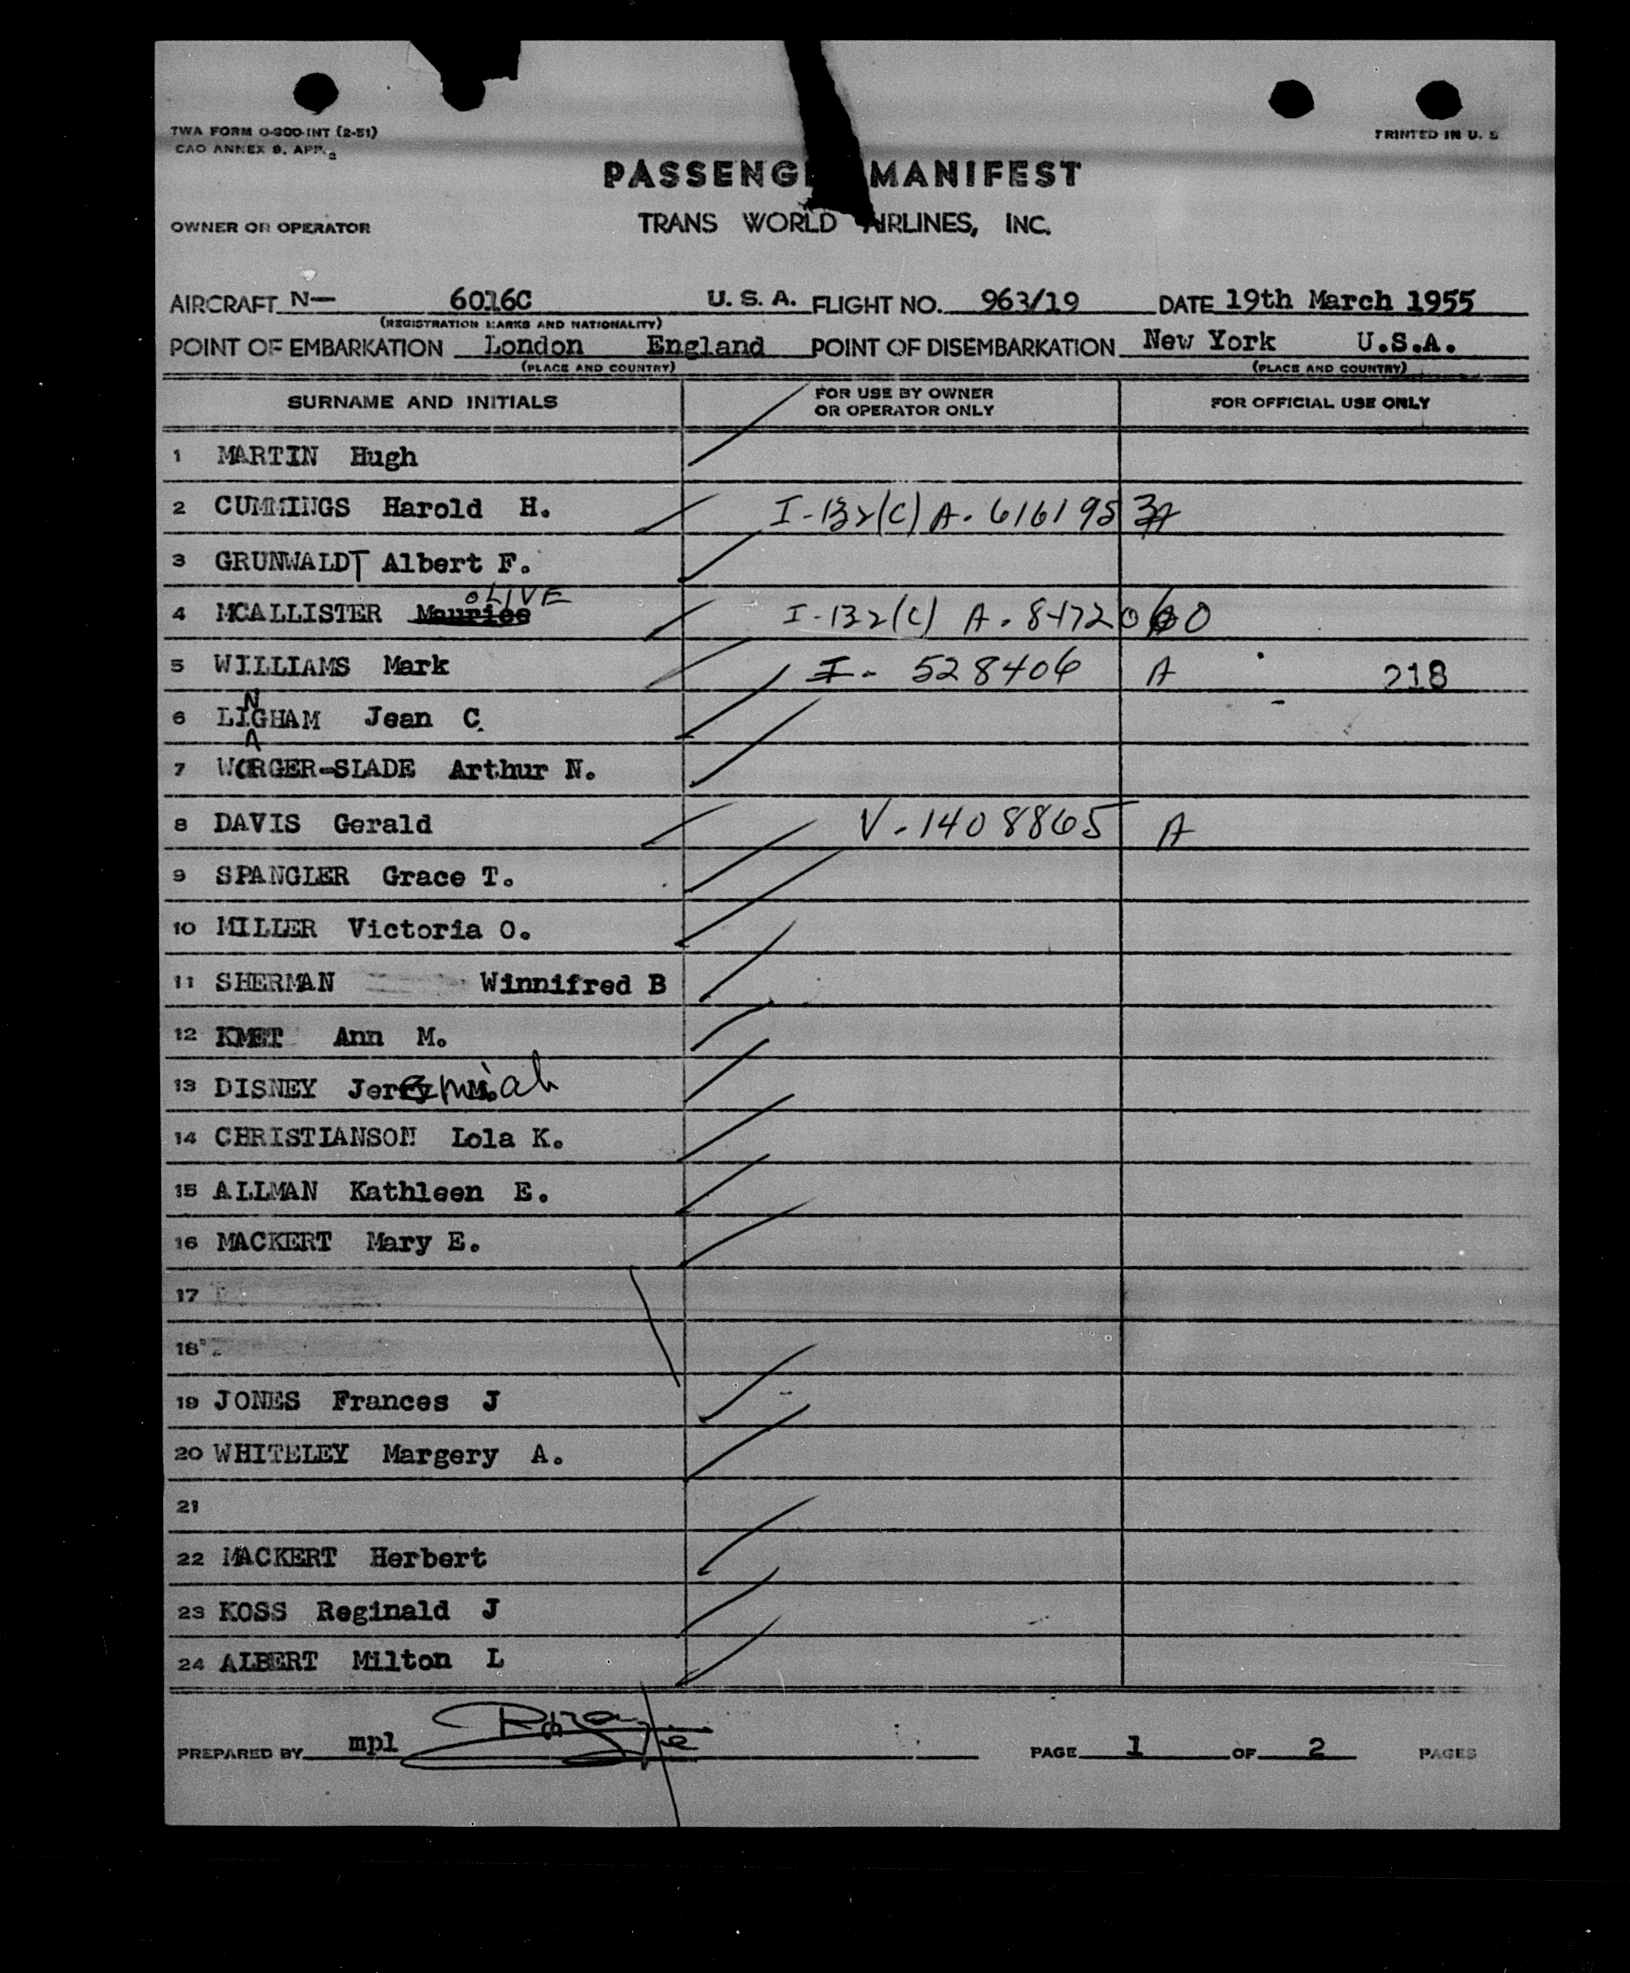 TWA FORM O-300-INT (2-51)
CAO ANNEX 9, APP. 3
PRINTED IN U. S.
PASSENG MANIFEST
OWNER OR OPERATOR TRANS WORLD AIRLINES, INC.
AIRCRAFT N— 6016C U. S. A. FLIGHT NO. 963/19 DATE 19th March 1955
(REGISTRATION MARKS AND NATIONALITY)
POINT OF EMBARKATION London England POINT OF DISEMBARKATION New York U.S.A.
(PLACE AND COUNTRY) (PLACE AND COUNTRY)
SURNAME AND INITIALS FOR USE BY OWNER OR OPERATOR ONLY FOR OFFICIAL USE ONLY
1 MARTIN Hugh
2 CUMMINGS Harold H. I-132(C) A. 6161953
3 GRUNWALDT Albert F.
OLIVE
4 MCALLISTER Maurice I-132(C) A. 8472060
5 WILLIAMS Mark I- 528406 A 218
N
6 LIGHAM Jean C.
A
7 WORGER-SLADE Arthur N.
8 DAVIS Gerald V-1408865 A
9 SPANGLER Grace T.
10 MILLER Victoria O.
11 SHERMAN Winnifred B
12 KMET Ann M.
13 DISNEY Jeremiah
14 CHRISTIANSON Lola K.
15 ALLMAN Kathleen E.
16 MACKERT Mary E.
17
18
19 JONES Frances J
20 WHITELEY Margery A.
21
22 MACKERT Herbert
23 KOSS Reginald J
24 ALBERT Milton L
PREPARED BY mpl PAGE 1 OF 2 PAGES